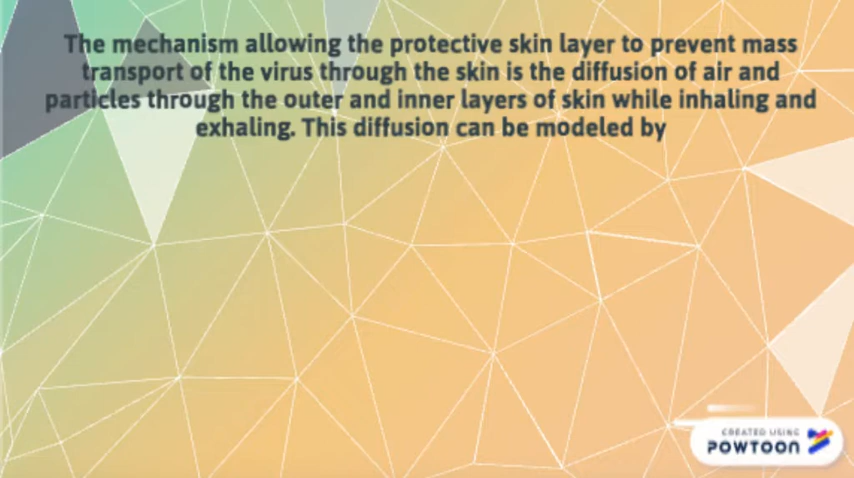 The mechanism allowing the protective skin layer to prevent mass
transport of the virus through the skin is the diffusion of air and
particles through the outer and inner layers of skin while inhaling and
exhaling. This diffusion can be modeled by
CREATED USING
POWTOON